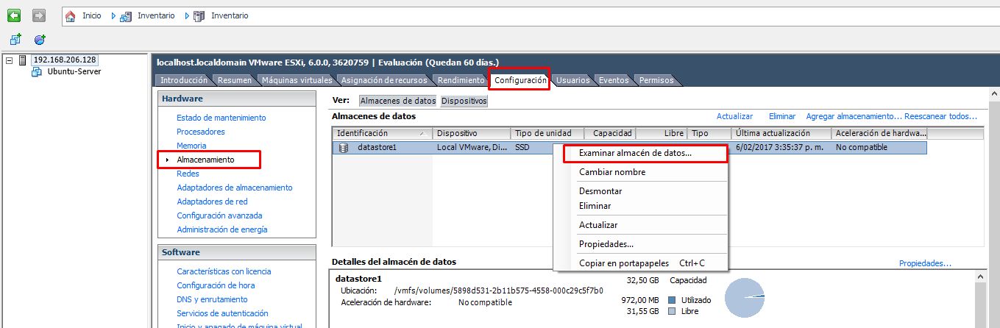 Inicio Inventario Inventario
192.168.206.128
Ubuntu-Server
localhost.localdomain VMware ESXi, 6.0.0, 3620759 | Evaluación (Quedan 60 días.)
Introducción Resumen Máquinas virtuales Asignación de recursos Rendimiento Configuración Usuarios Eventos Permisos
Hardware
Estado de mantenimiento
Procesadores
Memoria
Almacenamiento
Redes
Adaptadores de almacenamiento
Adaptadores de red
Configuración avanzada
Administración de energía
Software
Características con licencia
Configuración de hora
DNS y enrutamiento
Servicios de autenticación
Inicio y apagado de máquina virtual
Ver: Almacenes de datos Dispositivos
Almacenes de datos Actualizar Eliminar Agregar almacenamiento... Reescanear todos...
Identificación Dispositivo Tipo de unidad Capacidad Libre Tipo Última actualización Aceleración de hardwa...
datastore1 Local VMware, Di... SSD 6/02/2017 3:35:37 p. m. No compatible
Examinar almacén de datos...
Cambiar nombre
Desmontar
Eliminar
Actualizar
Propiedades...
Copiar en portapapeles Ctrl+C
Detalles del almacén de datos Propiedades...
datastore1 32,50 GB Capacidad
Ubicación: /vmfs/volumes/5898d531-2b11b575-4558-000c29c5f7b0
Aceleración de hardware: No compatible 972,00 MB Utilizado
31,55 GB Libre